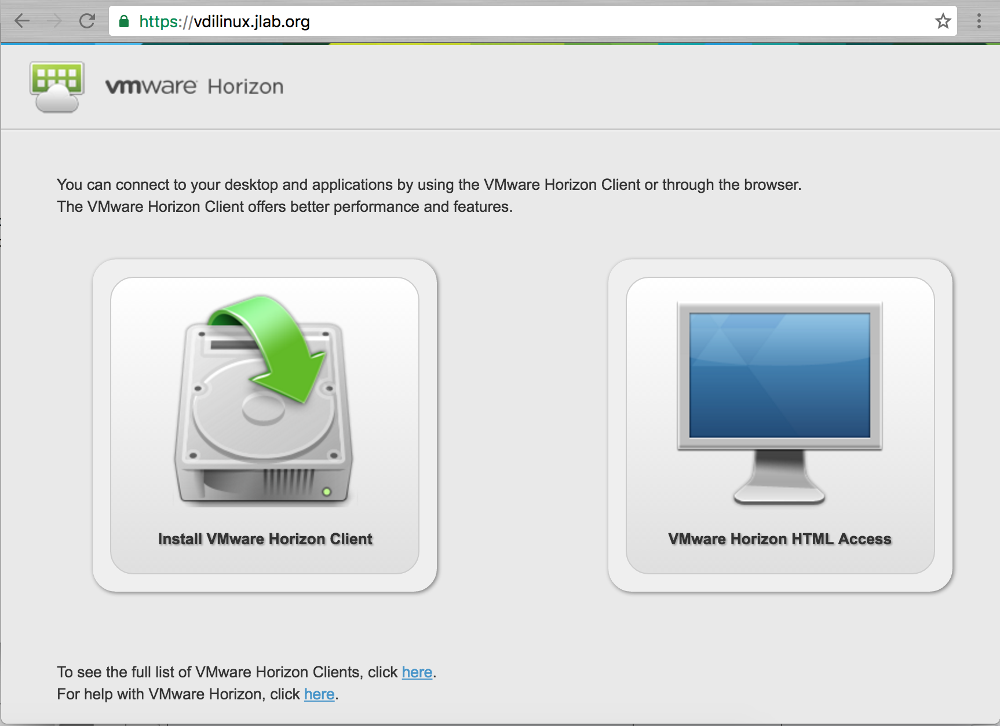 https://vdilinux.jlab.org
vmware Horizon
You can connect to your desktop and applications by using the VMware Horizon Client or through the browser.
The VMware Horizon Client offers better performance and features.
Install VMware Horizon Client
VMware Horizon HTML Access
To see the full list of VMware Horizon Clients, click here.
For help with VMware Horizon, click here.